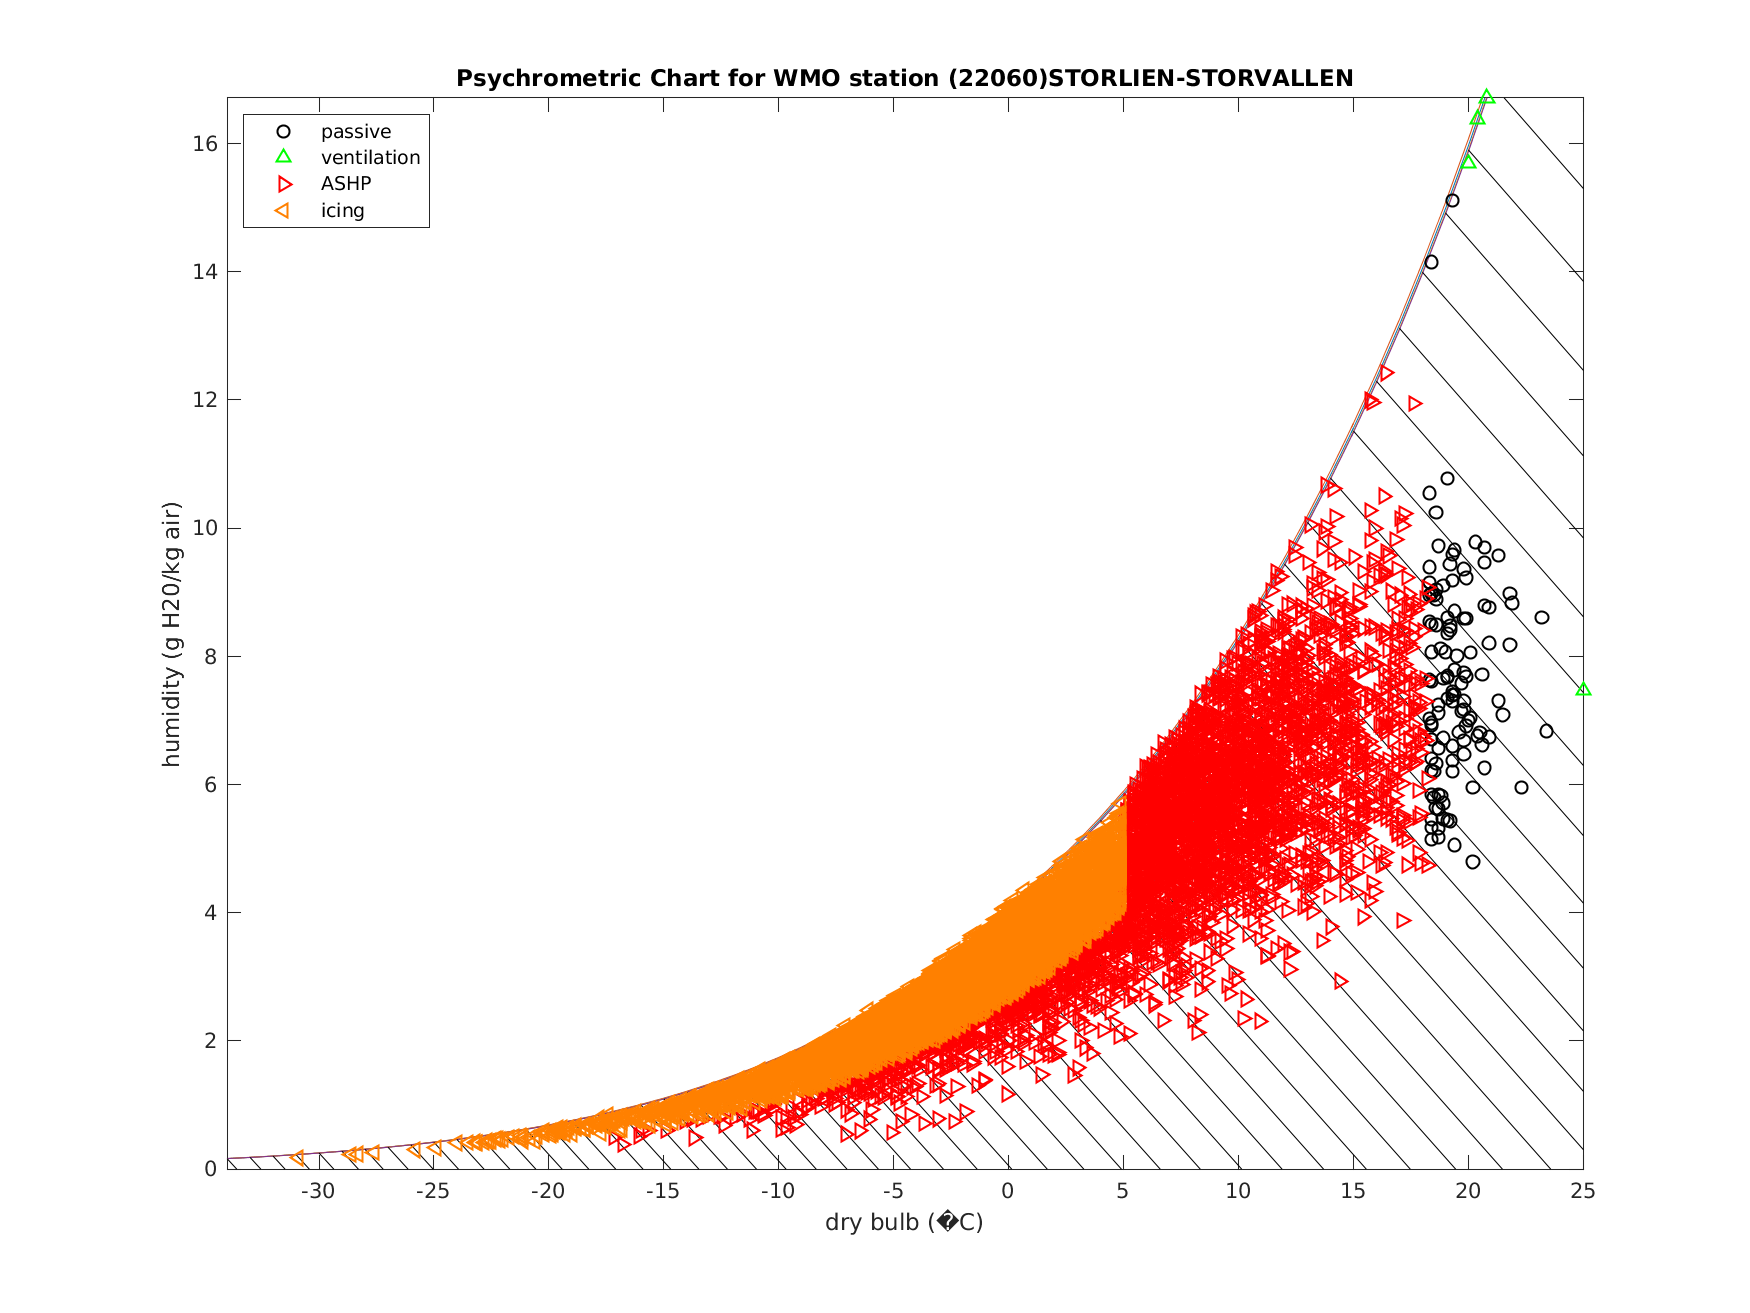 Psychrometric Chart for WMO station (22060)STORLIEN-STORVALLEN
passive
ventilation
ASHP
icing
humidity (g H20/kg air)
16
14
12
10
8
6
4
2
0
-30 -25 -20 -15 -10 -5 0 5 10 15 20 25
dry bulb (�C)